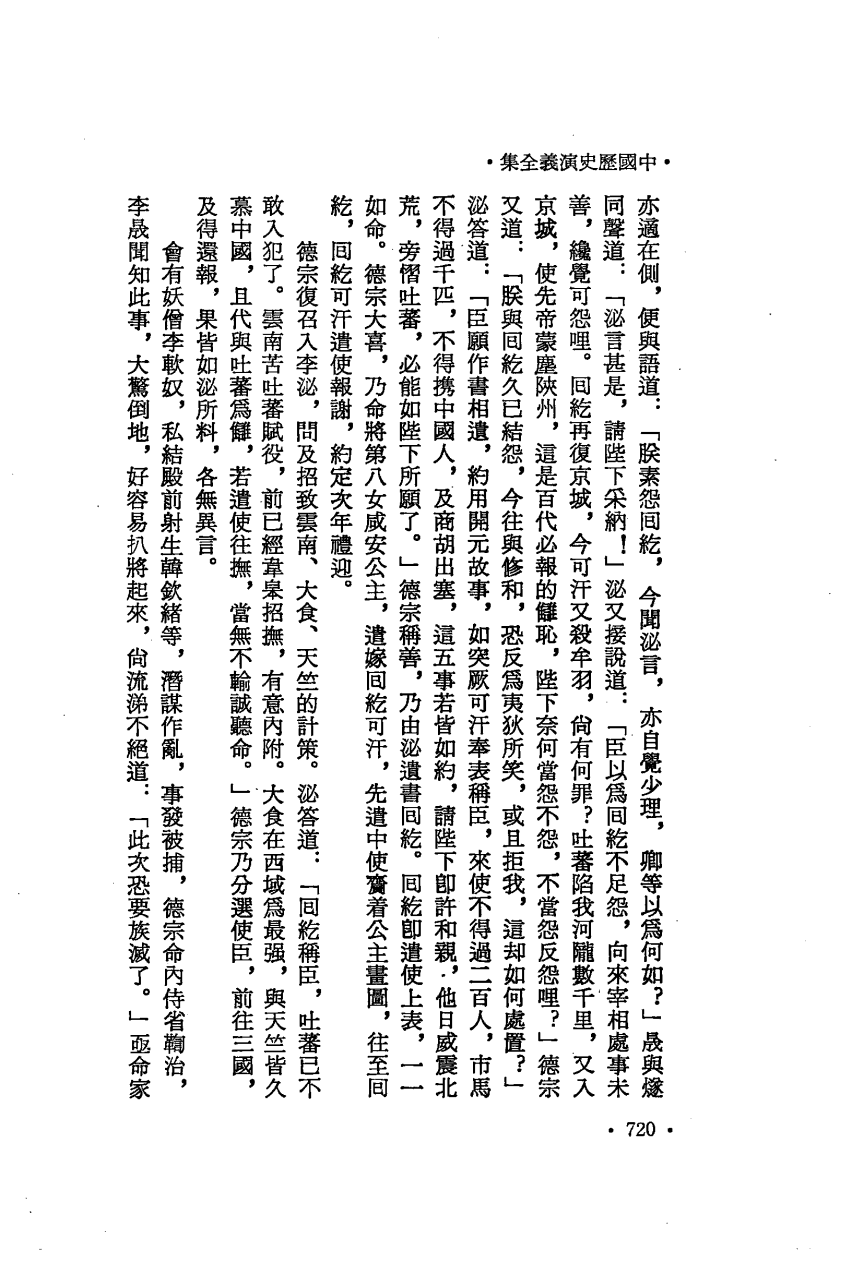 •中國歷史演義全集•
亦適在側，便與語道：「朕素怨回紇，今聞泌言，亦自覺少理，卿等以爲何如？」晟與燧
同聲道：「泌言甚是，請陛下采納！」泌又接說道：「臣以爲回紇不足怨，向來宰相處事未
善，纔覺可怨哩。回紇再復京城，今可汗又殺牟羽，尙有何罪？吐蕃陷我河隴數千里，又入
京城，使先帝蒙塵陝州，這是百代必報的讎恥，陛下奈何當怨不怨，不當怨反怨哩？」德宗
又道：「朕與回紇久已結怨，今往與修和，恐反爲夷狄所笑，或且拒我，這却如何處置？」
泌答道：「臣願作書相遺，約用開元故事，如突厥可汗奉表稱臣，來使不得過二百人，市馬
不得過千匹，不得携中國人，及商胡出塞，這五事若皆如約，請陛下卽許和親，他日威震北
荒，旁慴吐蕃，必能如陛下所願了。」德宗稱善，乃由泌遺書回紇。回紇卽遣使上表，一一
如命。德宗大喜，乃命將第八女咸安公主，遣嫁回紇可汗，先遣中使齎着公主畫圖，往至回
紇，回紇可汗遣使報謝，約定次年禮迎。
德宗復召入李泌，問及招致雲南、大食、天竺的計策。泌答道：「回紇稱臣，吐蕃已不
敢入犯了。雲南苦吐蕃賦役，前已經韋皋招撫，有意內附。大食在西域爲最强，與天竺皆久
慕中國，且代與吐蕃爲讎，若遣使往撫，當無不輸誠聽命。」德宗乃分選使臣，前往三國，
及得還報，果皆如泌所料，各無異言。
會有妖僧李軟奴，私結殿前射生韓欽緒等，潛謀作亂，事發被捕，德宗命內侍省鞫治，
李晟聞知此事，大驚倒地，好容易扒將起來，尙流涕不絕道：「此次恐要族滅了。」亟命家
• 720 •